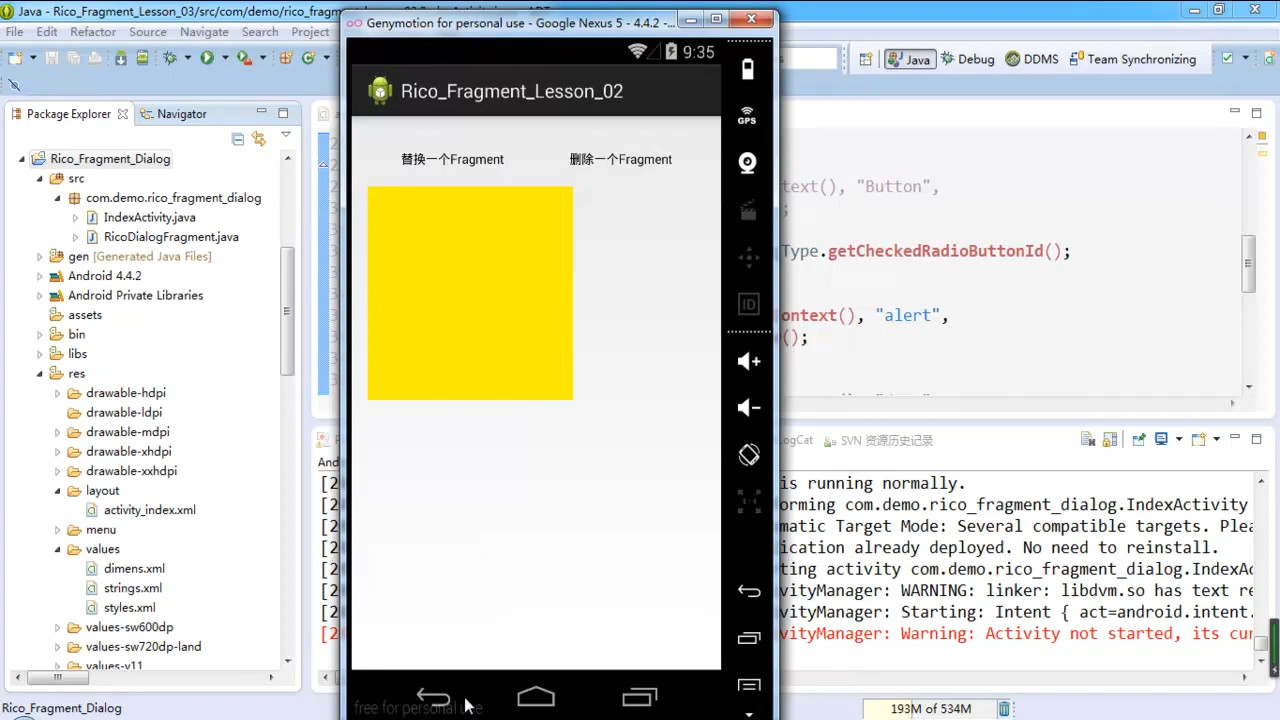 Java - Rico_Fragment_Lesson_03/src/com/demo/rico_fragme
Genymotion for personal use - Google Nexus 5 - 4.4.2 -...
File Edit Refactor Source Navigate Search Project
Java Debug DDMS Team Synchronizing
9:35
Rico_Fragment_Lesson_02
GPS
Package Explorer Navigator
替换一个Fragment 删除一个Fragment
Rico_Fragment_Dialog
src
com.demo.rico_fragment_dialog
IndexActivity.java
RicoDialogFragment.java
gen [Generated Java Files]
Android 4.4.2
Android Private Libraries
assets
bin
libs
res
drawable-hdpi
drawable-ldpi
drawable-mdpi
drawable-xhdpi
drawable-xxhdpi
layout
activity_index.xml
menu
values
dimens.xml
strings.xml
styles.xml
values-sw600dp
values-sw720dp-land
values-v11
text(), "Button",
;
Type.getCheckedRadioButtonId();
ontext(), "alert",
();
ID
1:1
LogCat SVN 资源历史记录
And
is running normally.
orming com.demo.rico_fragment_dialog.IndexActivity
matic Target Mode: Several compatible targets. Plea
ication already deployed. No need to reinstall.
ting activity com.demo.rico_fragment_dialog.IndexAc
vityManager: WARNING: linker: libdvm.so has text re
vityManager: Starting: Intent { act=android.intent.
vityManager: Warning: Activity not started, its cur
free for personal use
Rico_Fragment_Dialog
193M of 534M